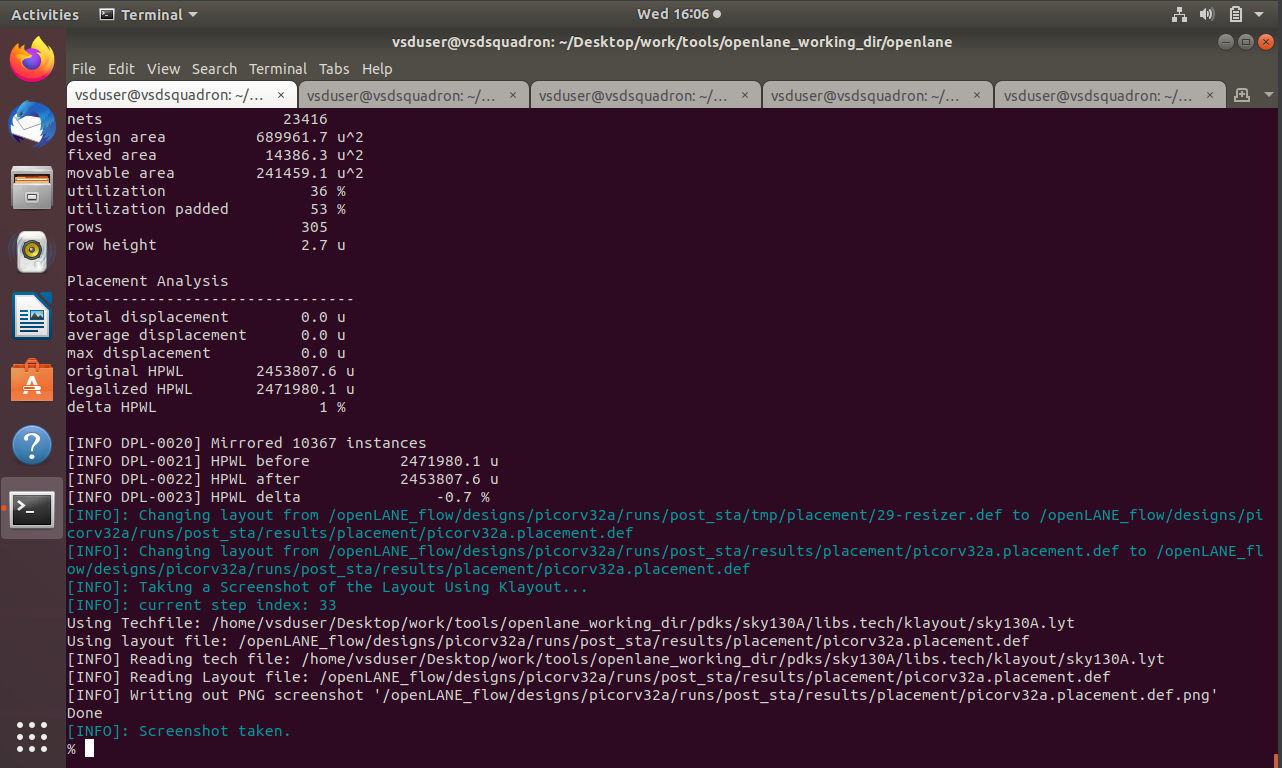 Activities Terminal Wed 16:06
vsduser@vsdsquadron: ~/Desktop/work/tools/openlane_working_dir/openlane
File Edit View Search Terminal Tabs Help
vsduser@vsdsquadron: ~/... × vsduser@vsdsquadron: ~/... × vsduser@vsdsquadron: ~/... × vsduser@vsdsquadron: ~/... × vsduser@vsdsquadron: ~/... ×
nets 23416
design area 689961.7 u^2
fixed area 14386.3 u^2
movable area 241459.1 u^2
utilization 36 %
utilization padded 53 %
rows 305
row height 2.7 u
Placement Analysis
--------------------------------
total displacement 0.0 u
average displacement 0.0 u
max displacement 0.0 u
original HPWL 2453807.6 u
legalized HPWL 2471980.1 u
delta HPWL 1 %
[INFO DPL-0020] Mirrored 10367 instances
[INFO DPL-0021] HPWL before 2471980.1 u
[INFO DPL-0022] HPWL after 2453807.6 u
[INFO DPL-0023] HPWL delta -0.7 %
[INFO]: Changing layout from /openLANE_flow/designs/picorv32a/runs/post_sta/tmp/placement/29-resizer.def to /openLANE_flow/designs/pi
corv32a/runs/post_sta/results/placement/picorv32a.placement.def
[INFO]: Changing layout from /openLANE_flow/designs/picorv32a/runs/post_sta/results/placement/picorv32a.placement.def to /openLANE_fl
ow/designs/picorv32a/runs/post_sta/results/placement/picorv32a.placement.def
[INFO]: Taking a Screenshot of the Layout Using Klayout...
[INFO]: current step index: 33
Using Techfile: /home/vsduser/Desktop/work/tools/openlane_working_dir/pdks/sky130A/libs.tech/klayout/sky130A.lyt
Using layout file: /openLANE_flow/designs/picorv32a/runs/post_sta/results/placement/picorv32a.placement.def
[INFO] Reading tech file: /home/vsduser/Desktop/work/tools/openlane_working_dir/pdks/sky130A/libs.tech/klayout/sky130A.lyt
[INFO] Reading Layout file: /openLANE_flow/designs/picorv32a/runs/post_sta/results/placement/picorv32a.placement.def
[INFO] Writing out PNG screenshot '/openLANE_flow/designs/picorv32a/runs/post_sta/results/placement/picorv32a.placement.def.png'
Done
[INFO]: Screenshot taken.
%